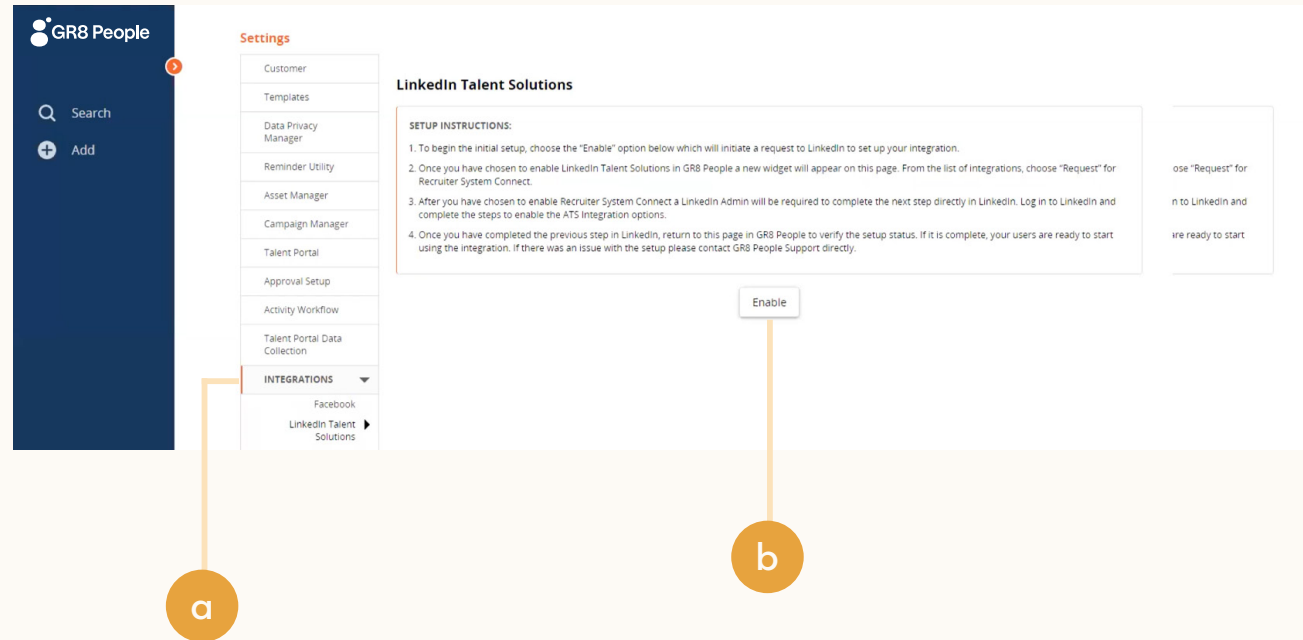 GR8 People
Search
Add
Settings
Customer
Templates
Data Privacy
Manager
Reminder Utility
Asset Manager
Campaign Manager
Talent Portal
Approval Setup
Activity Workflow
Talent Portal Data
Collection
INTEGRATIONS
Facebook
LinkedIn Talent
Solutions
LinkedIn Talent Solutions
SETUP INSTRUCTIONS:
1. To begin the initial setup, choose the "Enable" option below which will initiate a request to LinkedIn to set up your integration.
2. Once you have chosen to enable LinkedIn Talent Solutions in GR8 People a new widget will appear on this page. From the list of integrations, choose "Request" for
Recruiter System Connect.
3. After you have chosen to enable Recruiter System Connect a LinkedIn Admin will be required to complete the next step directly in LinkedIn. Log in to LinkedIn and
complete the steps to enable the ATS Integration options.
4. Once you have completed the previous step in LinkedIn, return to this page in GR8 People to verify the setup status. If it is complete, your users are ready to start
using the integration. If there was an issue with the setup please contact GR8 People Support directly.
ose "Request" for
n to LinkedIn and
are ready to start
Enable
a
b